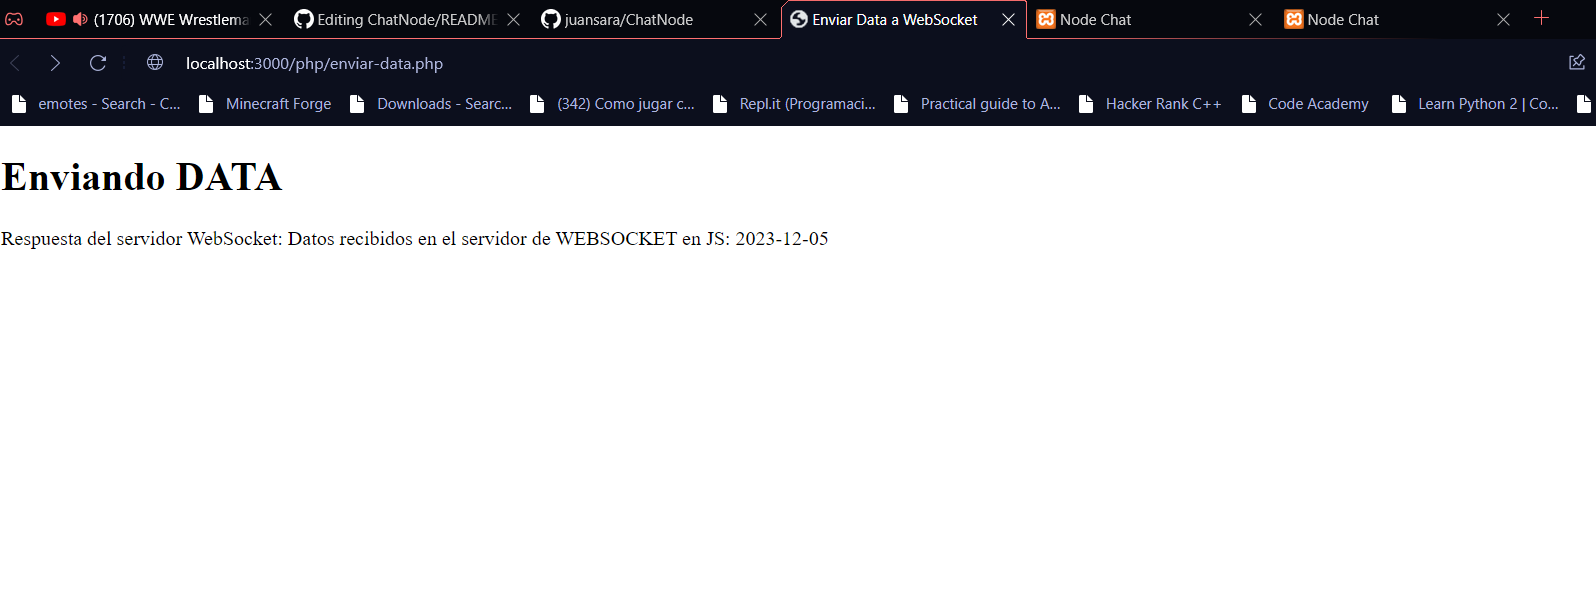 (1706) WWE Wrestlema
Editing ChatNode/README
juansara/ChatNode
Enviar Data a WebSocket
Node Chat
Node Chat
localhost:3000/php/enviar-data.php
emotes - Search - C...
Minecraft Forge
Downloads - Searc...
(342) Como jugar c...
Repl.it (Programaci...
Practical guide to A...
Hacker Rank C++
Code Academy
Learn Python 2 | Co...
Enviando DATA
Respuesta del servidor WebSocket: Datos recibidos en el servidor de WEBSOCKET en JS: 2023-12-05